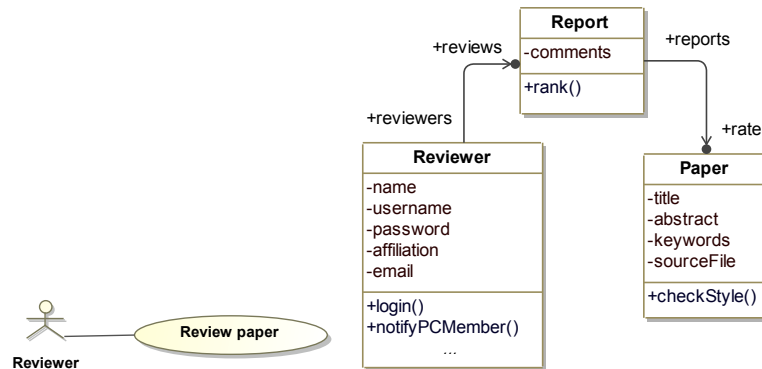 Report
-comments
+rank()
+reviews
+reports
+reviewers
+rate
Reviewer
-name
-username
-password
-affiliation
-email
+login()
+notifyPCMember()
...
Paper
-title
-abstract
-keywords
-sourceFile
+checkStyle()
Review paper
Reviewer